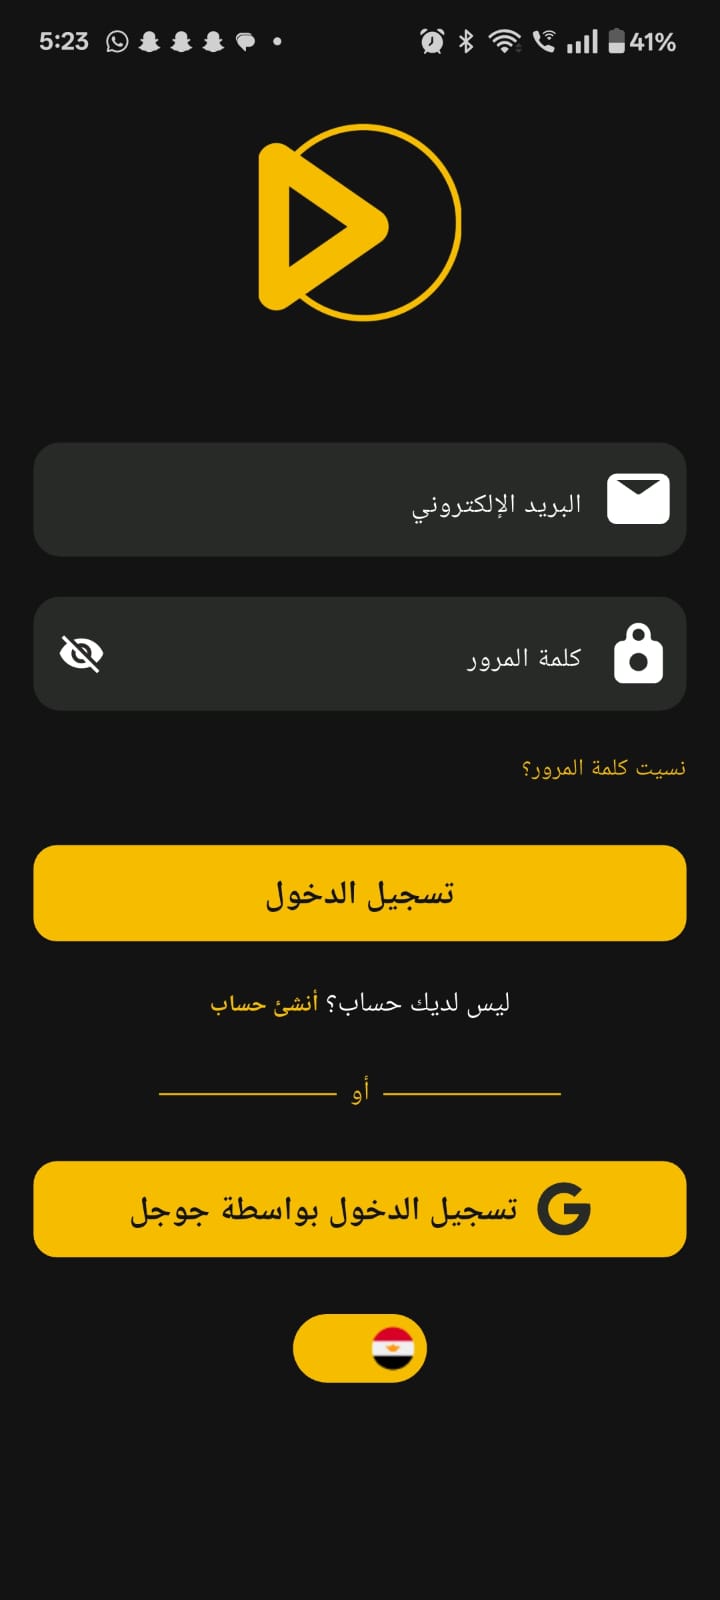 5:23 41%
البريد الإلكتروني
كلمة المرور
نسيت كلمة المرور؟
تسجيل الدخول
ليس لديك حساب؟ أنشئ حساب
أو
تسجيل الدخول بواسطة جوجل